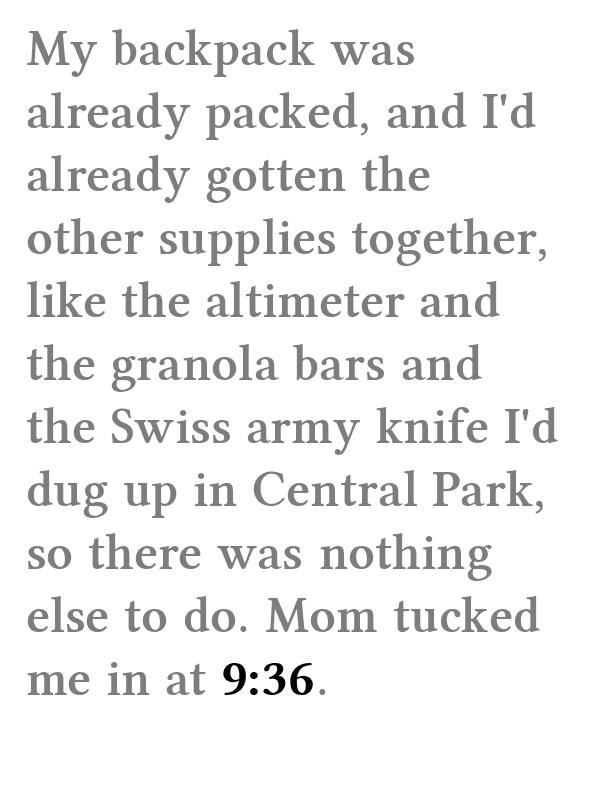 My backpack was
already packed, and I'd
already gotten the
other supplies together,
like the altimeter and
the granola bars and
the Swiss army knife I'd
dug up in Central Park,
so there was nothing
else to do. Mom tucked
me in at 9:36.